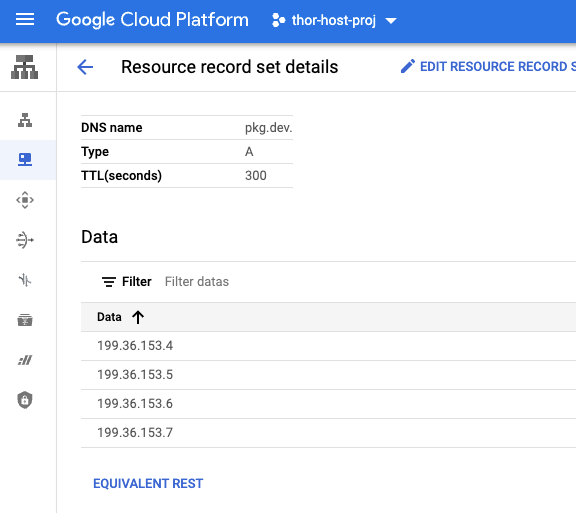 Google Cloud Platform thor-host-proj
Resource record set details EDIT RESOURCE RECORD S
DNS name pkg.dev.
Type A
TTL(seconds) 300
Data
Filter Filter datas
Data
199.36.153.4
199.36.153.5
199.36.153.6
199.36.153.7
EQUIVALENT REST